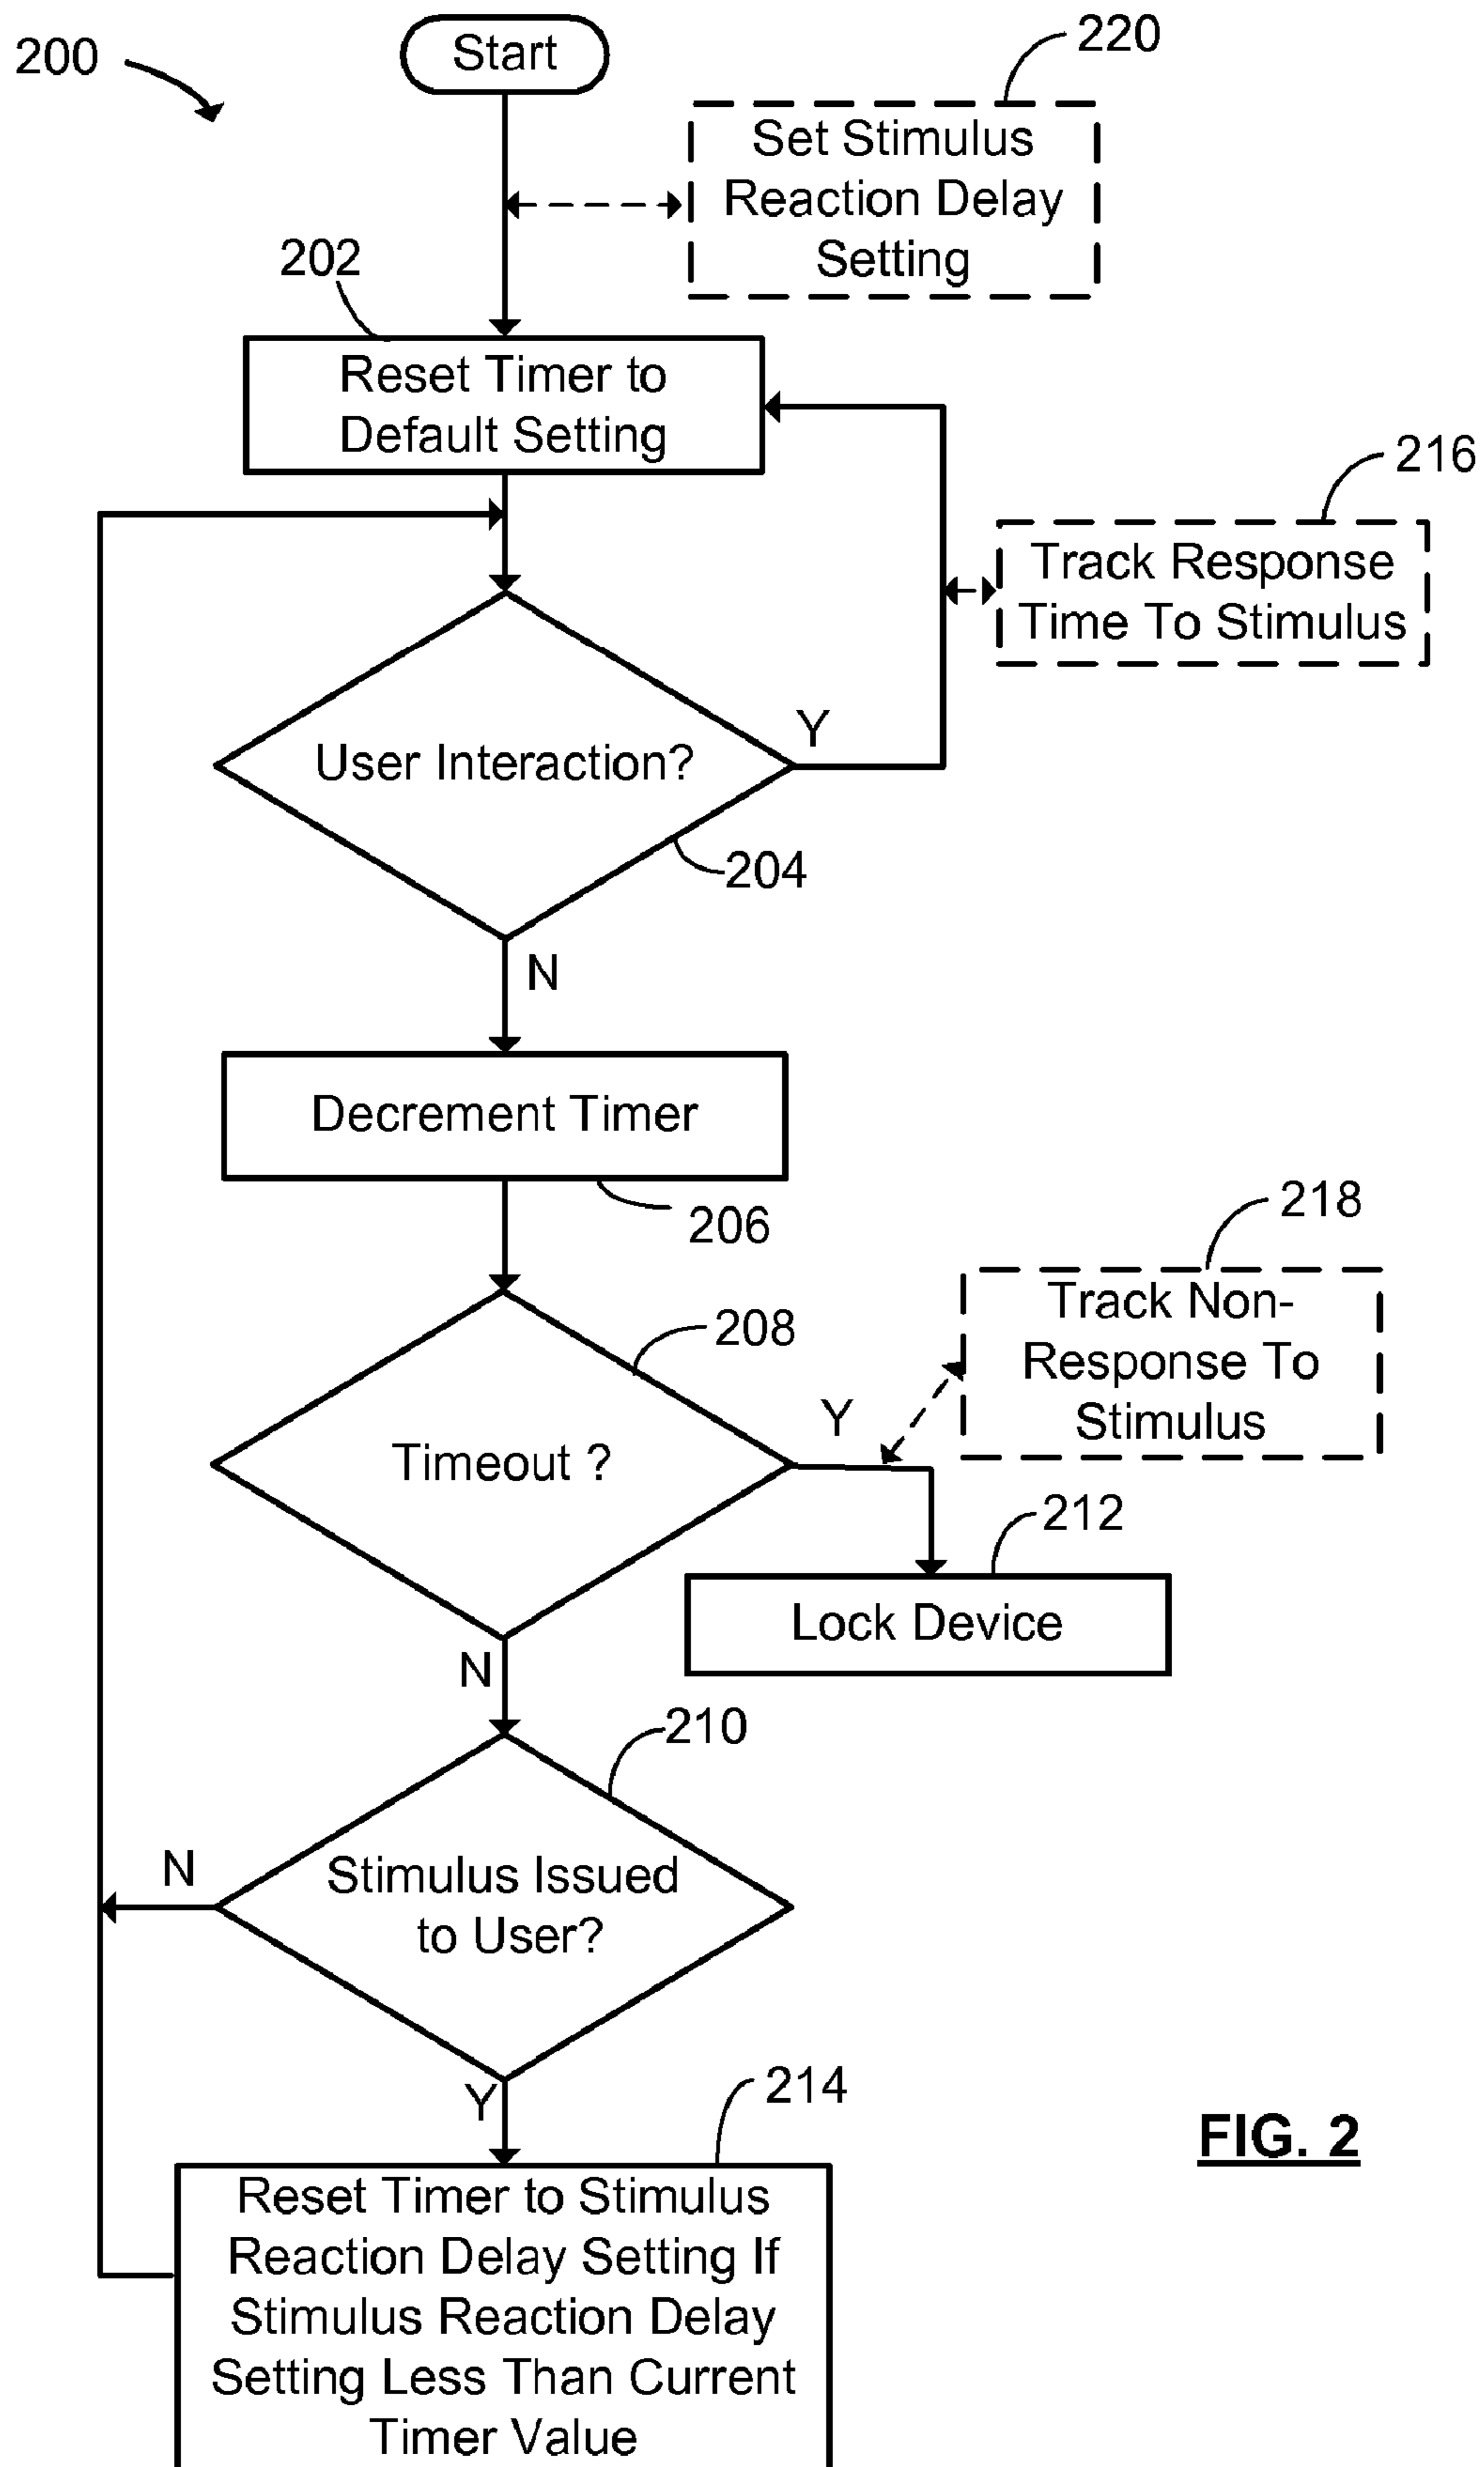 200
Start
220
Set Stimulus
Reaction Delay
Setting
202
Reset Timer to
Default Setting
216
Track Response
Time To Stimulus
Y
User Interaction?
204
N
Decrement Timer
206
218
Track Non-
Response To
Stimulus
208
Y
Timeout ?
212
Lock Device
N
210
N
Stimulus Issued
to User?
Y
214
Reset Timer to Stimulus
Reaction Delay Setting If
Stimulus Reaction Delay
Setting Less Than Current
Timer Value
FIG. 2